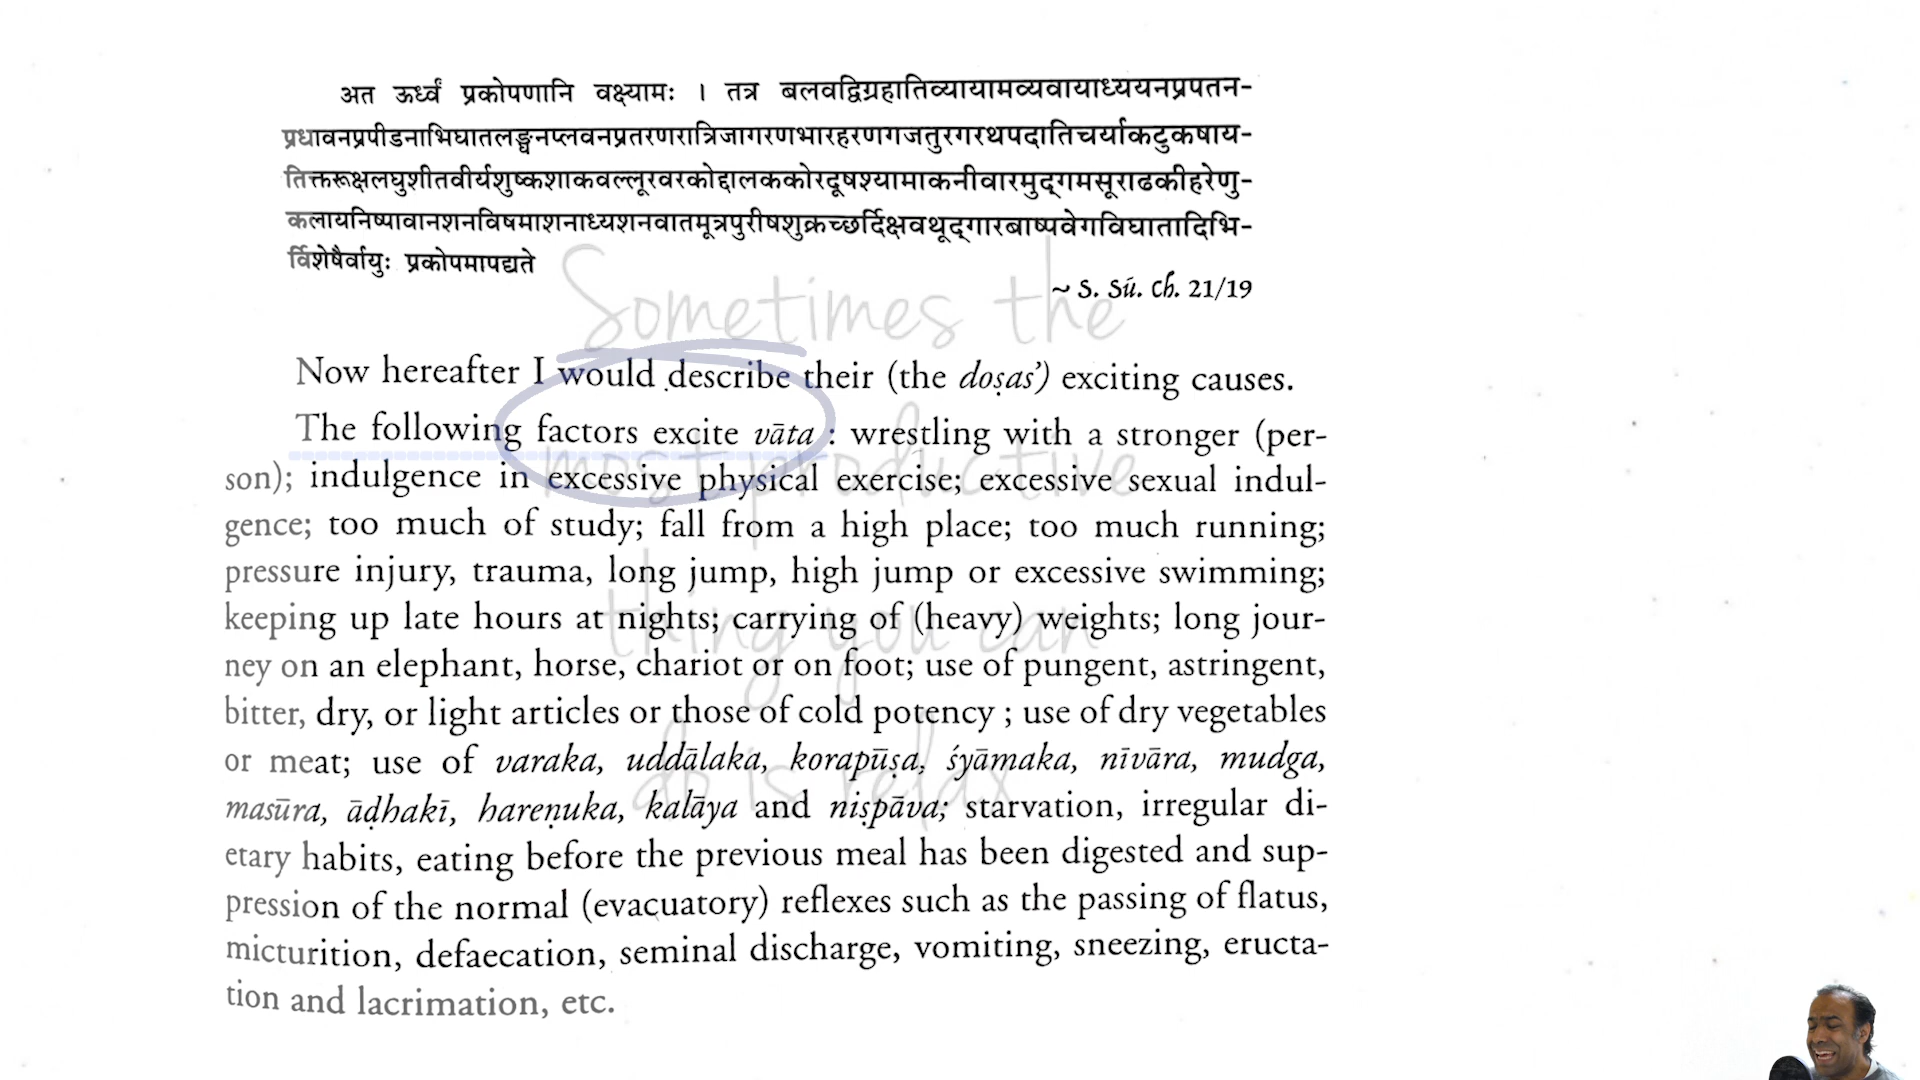 अत ऊर्ध्वं प्रकोपणानि वक्ष्यामः । तत्र बलवद्विग्रहातिव्यायामव्यवायाध्ययनप्रपतन-
प्रधावनप्रपीडनाभिघातलङ्घनप्लवनप्रतरणरात्रिजागरणभारहरणगजतुरगरथपदातिचर्याकटुकषाय-
तिक्तरूक्षलघुशीतवीर्यशुष्कशाकवल्लूरवरकोद्दालककोरदूषश्यामाकनीवारमुद्गमसूराढकीहरेणु-
कलायनिष्पावानशनविषमाशनाध्यशनवातमूत्रपुरीषशुक्रच्छर्दिक्षवथूद्गारबाष्पवेगविघातादिभि-
र्विशेषैर्वायुः प्रकोपमापद्यते
~ S. Sū. Ch. 21/19
Sometimes the
Now hereafter I would describe their (the doṣas’) exciting causes.
The following factors excite vāta : wrestling with a stronger (per-
most productive
son); indulgence in excessive physical exercise; excessive sexual indul-
gence; too much of study; fall from a high place; too much running;
pressure injury, trauma, long jump, high jump or excessive swimming;
keeping up late hours at nights; carrying of (heavy) weights; long jour-
thing you can
ney on an elephant, horse, chariot or on foot; use of pungent, astringent,
bitter, dry, or light articles or those of cold potency ; use of dry vegetables
or meat; use of varaka, uddālaka, korapūṣa, śyāmaka, nīvāra, mudga,
do is relax
masūra, āḍhakī, hareṇuka, kalāya and niṣpāva; starvation, irregular di-
etary habits, eating before the previous meal has been digested and sup-
pression of the normal (evacuatory) reflexes such as the passing of flatus,
micturition, defaecation, seminal discharge, vomiting, sneezing, eructa-
tion and lacrimation, etc.